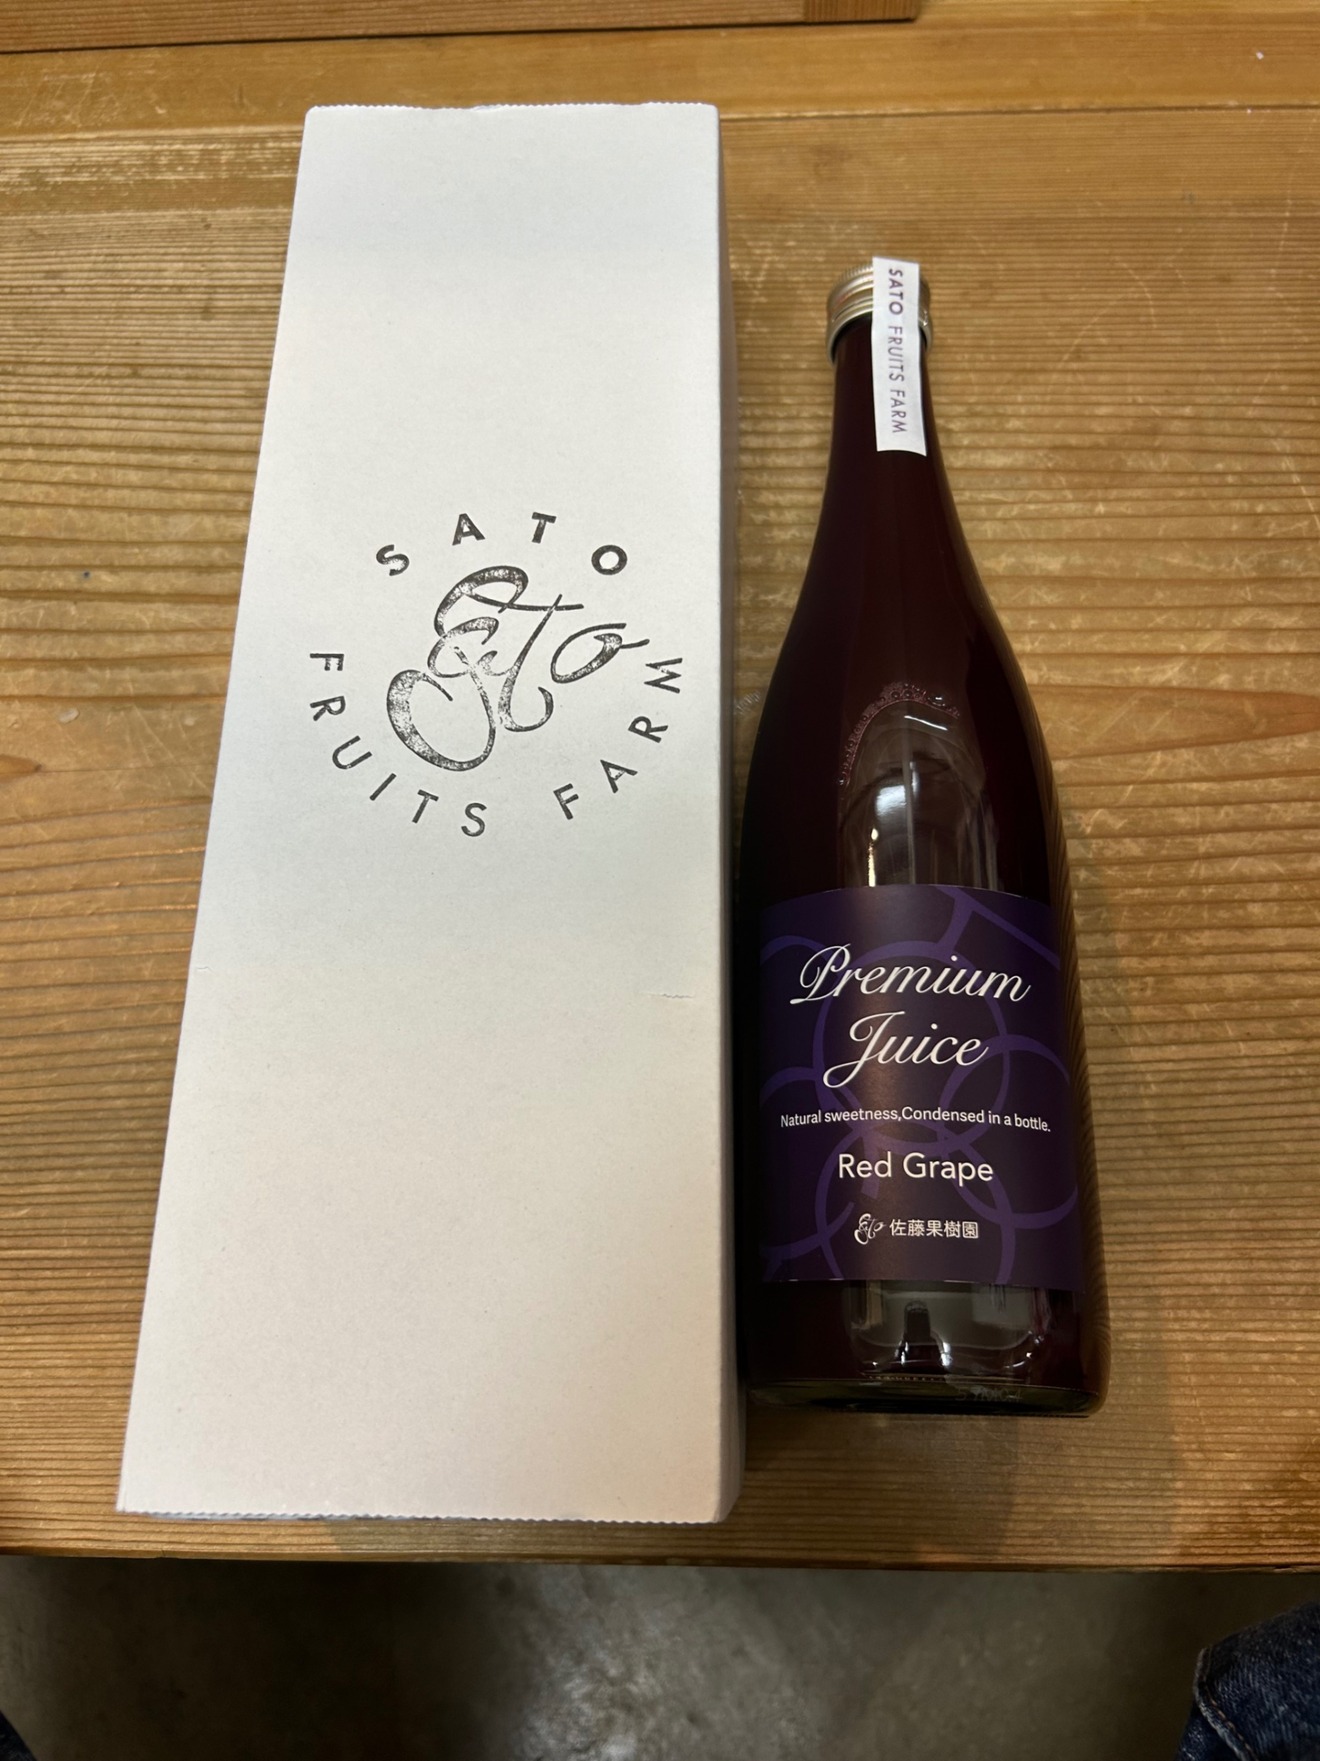 SATO
Sato
FRUITS FARM
SATO FRUITS FARM
Premium
Juice
Natural sweetness,Condensed in a bottle.
Red Grape
Sato 佐藤果樹園